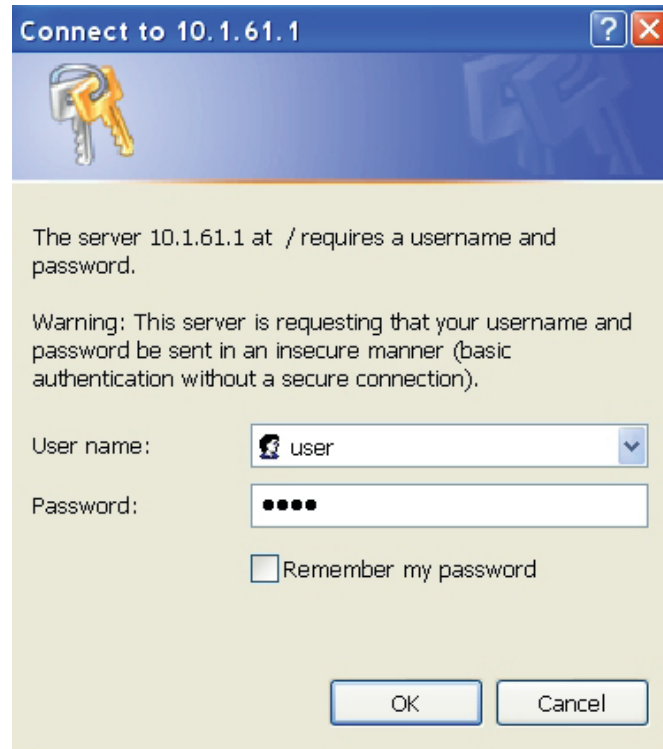 Connect to 10.1.61.1
The server 10.1.61.1 at / requires a username and
password.
Warning: This server is requesting that your username and
password be sent in an insecure manner (basic
authentication without a secure connection).
User name: user
Password: ••••
Remember my password
OK Cancel